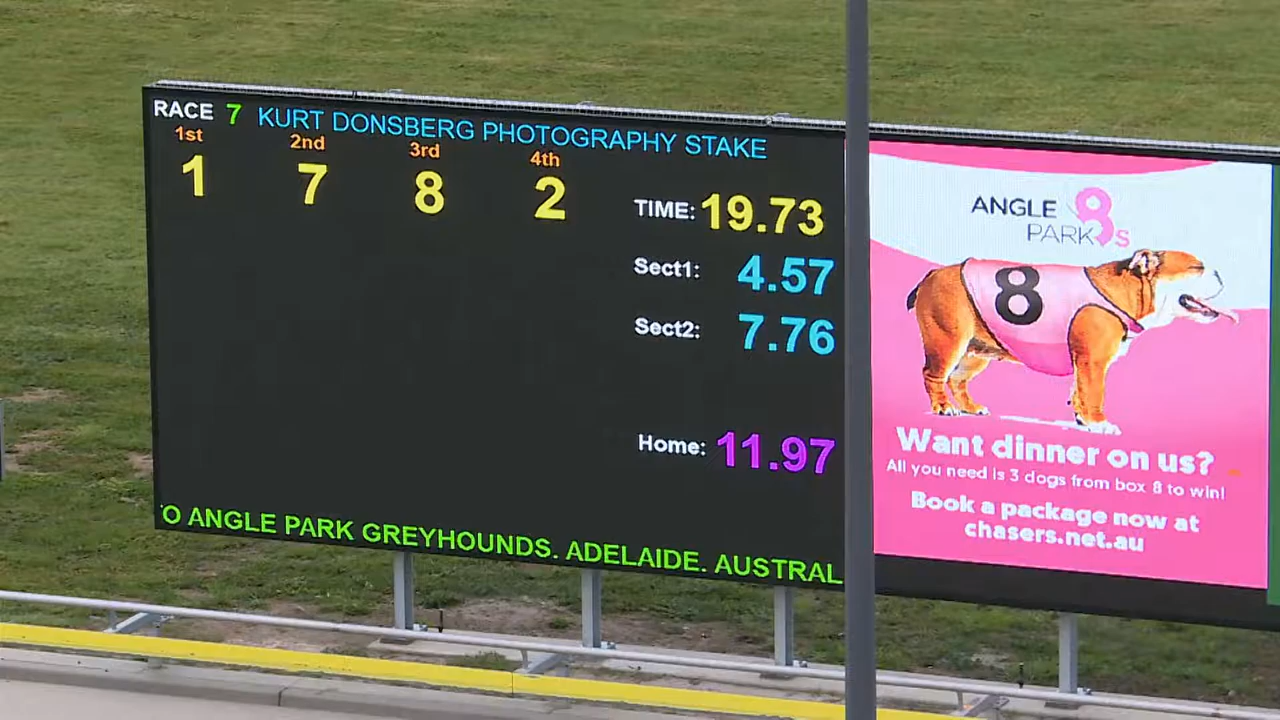 RACE 7 KURT DONSBERG PHOTOGRAPHY STAKE
1st 2nd 3rd 4th
1 7 8 2
TIME: 19.73
Sect1: 4.57
Sect2: 7.76
Home: 11.97
O ANGLE PARK GREYHOUNDS. ADELAIDE. AUSTRAL
ANGLE
PARK 8s
8
Want dinner on us?
All you need is 3 dogs from box 8 to win!
Book a package now at
chasers.net.au